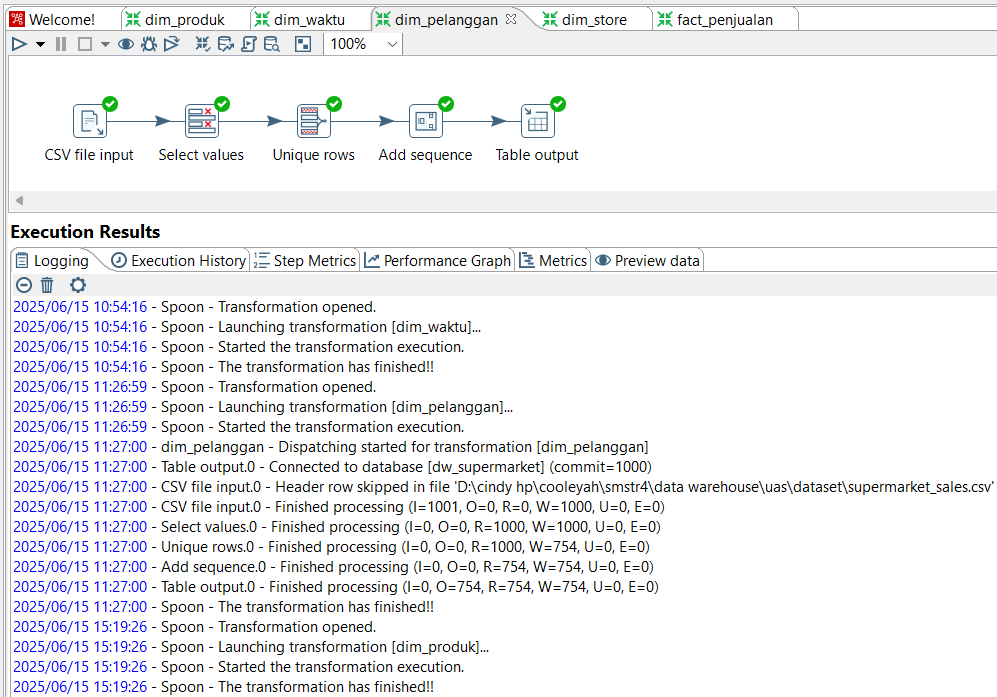 Welcome! dim_produk dim_waktu dim_pelanggan dim_store fact_penjualan
100%
CSV file input Select values Unique rows Add sequence Table output
Execution Results
Logging Execution History Step Metrics Performance Graph Metrics Preview data
2025/06/15 10:54:16 - Spoon - Transformation opened.
2025/06/15 10:54:16 - Spoon - Launching transformation [dim_waktu]...
2025/06/15 10:54:16 - Spoon - Started the transformation execution.
2025/06/15 10:54:16 - Spoon - The transformation has finished!!
2025/06/15 11:26:59 - Spoon - Transformation opened.
2025/06/15 11:26:59 - Spoon - Launching transformation [dim_pelanggan]...
2025/06/15 11:26:59 - Spoon - Started the transformation execution.
2025/06/15 11:27:00 - dim_pelanggan - Dispatching started for transformation [dim_pelanggan]
2025/06/15 11:27:00 - Table output.0 - Connected to database [dw_supermarket] (commit=1000)
2025/06/15 11:27:00 - CSV file input.0 - Header row skipped in file 'D:\cindy hp\cooleyah\smstr4\data warehouse\uas\dataset\supermarket_sales.csv'
2025/06/15 11:27:00 - CSV file input.0 - Finished processing (I=1001, O=0, R=0, W=1000, U=0, E=0)
2025/06/15 11:27:00 - Select values.0 - Finished processing (I=0, O=0, R=1000, W=1000, U=0, E=0)
2025/06/15 11:27:00 - Unique rows.0 - Finished processing (I=0, O=0, R=1000, W=754, U=0, E=0)
2025/06/15 11:27:00 - Add sequence.0 - Finished processing (I=0, O=0, R=754, W=754, U=0, E=0)
2025/06/15 11:27:00 - Table output.0 - Finished processing (I=0, O=754, R=754, W=754, U=0, E=0)
2025/06/15 11:27:00 - Spoon - The transformation has finished!!
2025/06/15 15:19:26 - Spoon - Transformation opened.
2025/06/15 15:19:26 - Spoon - Launching transformation [dim_produk]...
2025/06/15 15:19:26 - Spoon - Started the transformation execution.
2025/06/15 15:19:26 - Spoon - The transformation has finished!!